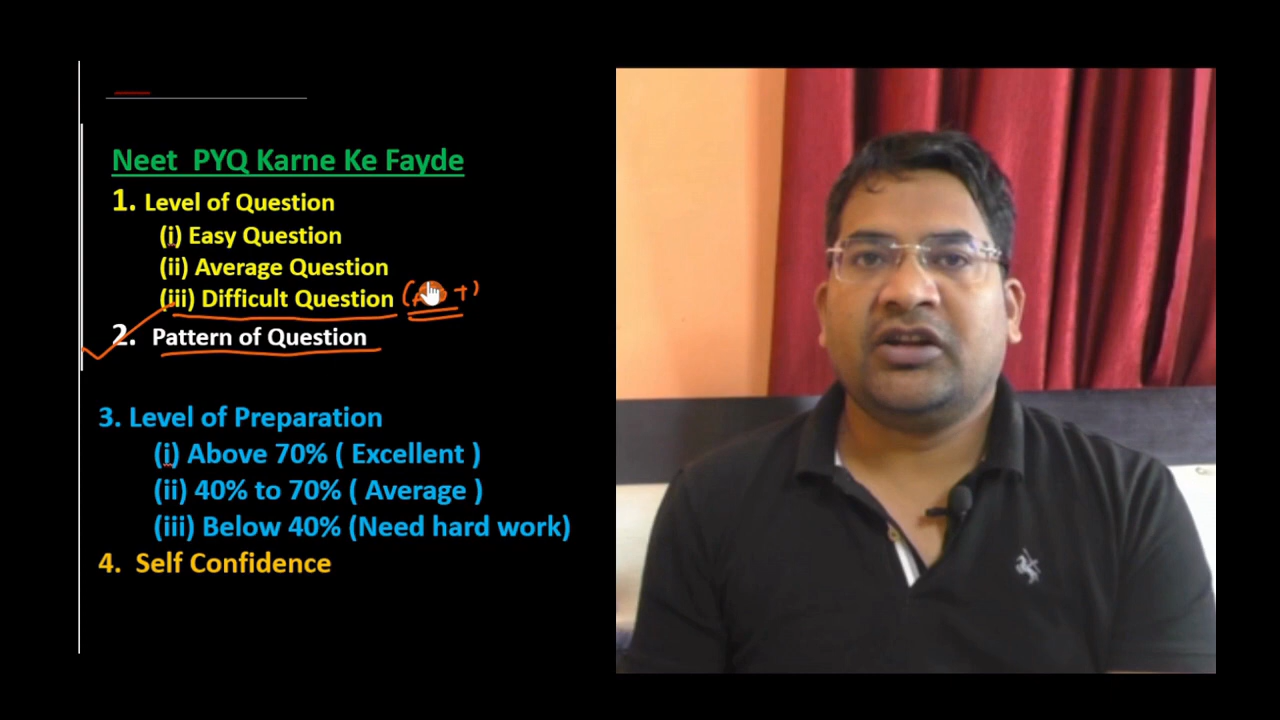 Neet PYQ Karne Ke Fayde
1. Level of Question
(i) Easy Question
(ii) Average Question
(iii) Difficult Question
2. Pattern of Question
3. Level of Preparation
(i) Above 70% ( Excellent )
(ii) 40% to 70% ( Average )
(iii) Below 40% (Need hard work)
4. Self Confidence